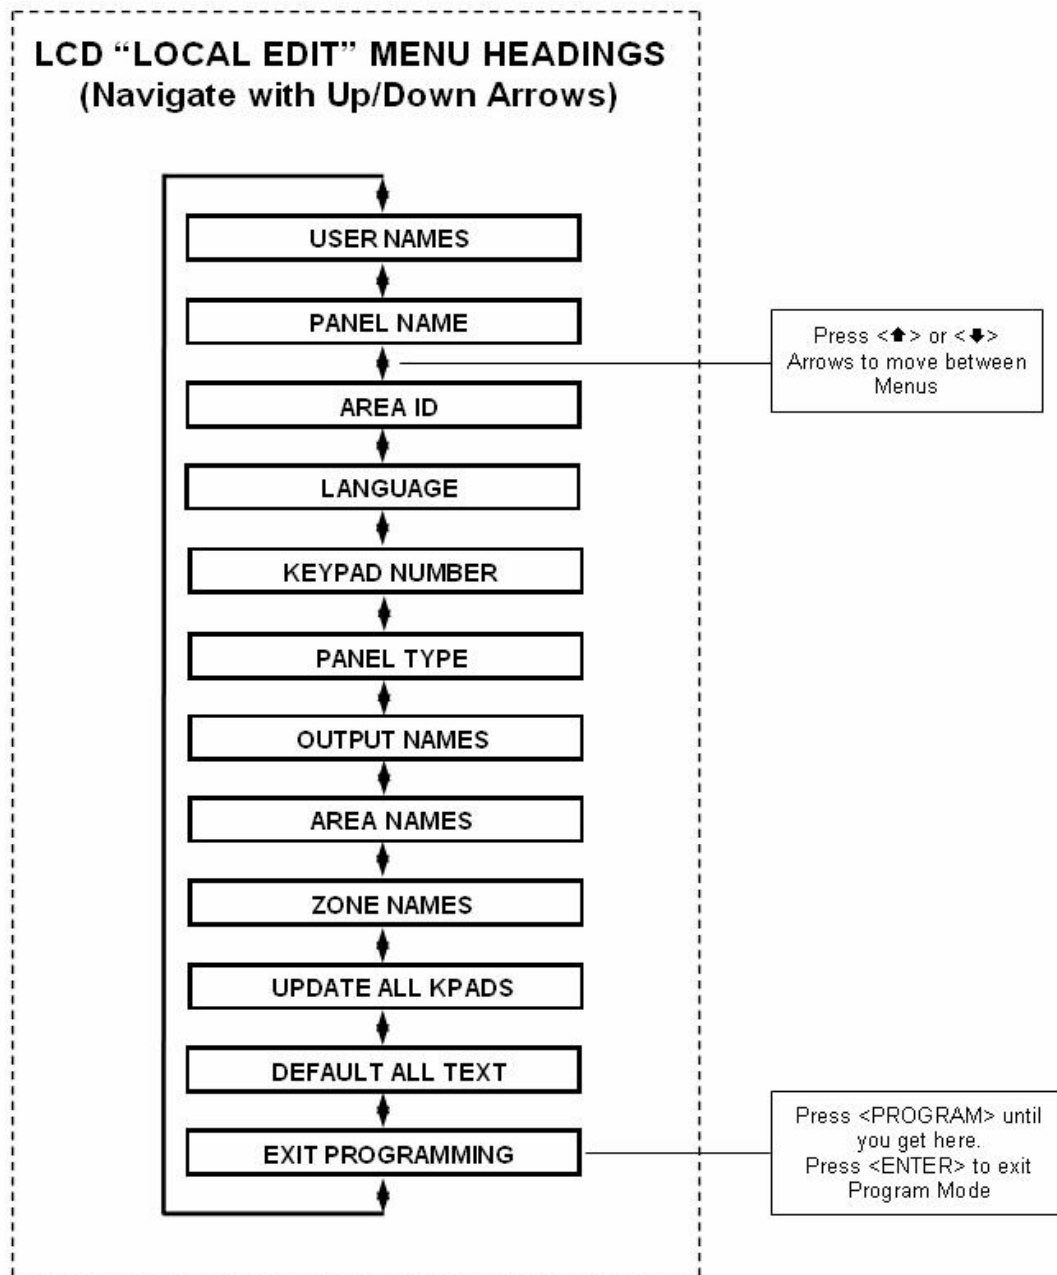 LCD “LOCAL EDIT” MENU HEADINGS
(Navigate with Up/Down Arrows)
USER NAMES
PANEL NAME
Press <🡅> or <🡇>
Arrows to move between
Menus
AREA ID
LANGUAGE
KEYPAD NUMBER
PANEL TYPE
OUTPUT NAMES
AREA NAMES
ZONE NAMES
UPDATE ALL KPADS
DEFAULT ALL TEXT
EXIT PROGRAMMING
Press <PROGRAM> until
you get here.
Press <ENTER> to exit
Program Mode